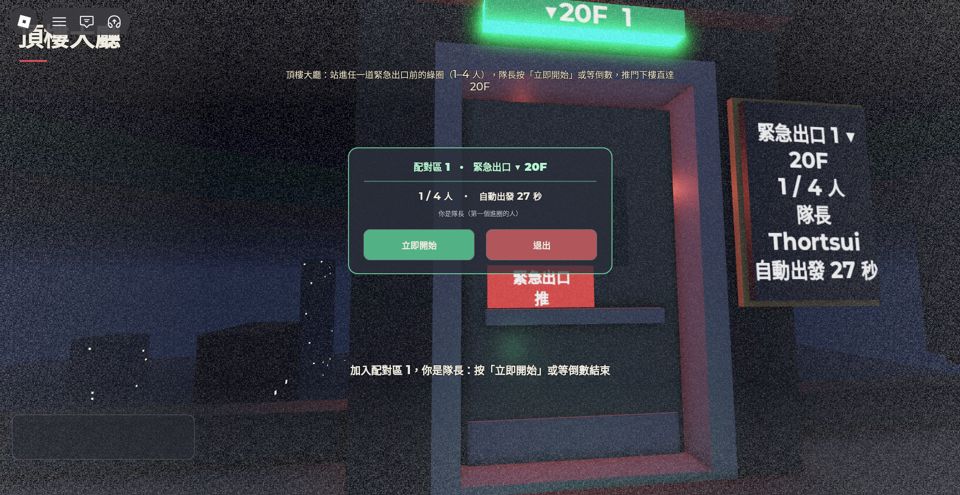 ▼20F 1
頂樓大廳
頂樓大廳：站進任一道緊急出口前的綠圈（1–4 人），隊長按「立即開始」或等倒數，推門下樓直達
20F
配對區 1 • 緊急出口 ▼ 20F
1 / 4 人 • 自動出發 27 秒
你是隊長（第一個進圈的人）
立即開始
退出
緊急出口
推
緊急出口 1 ▼
20F
1 / 4 人
隊長
Thortsui
自動出發 27 秒
加入配對區 1，你是隊長：按「立即開始」或等倒數結束